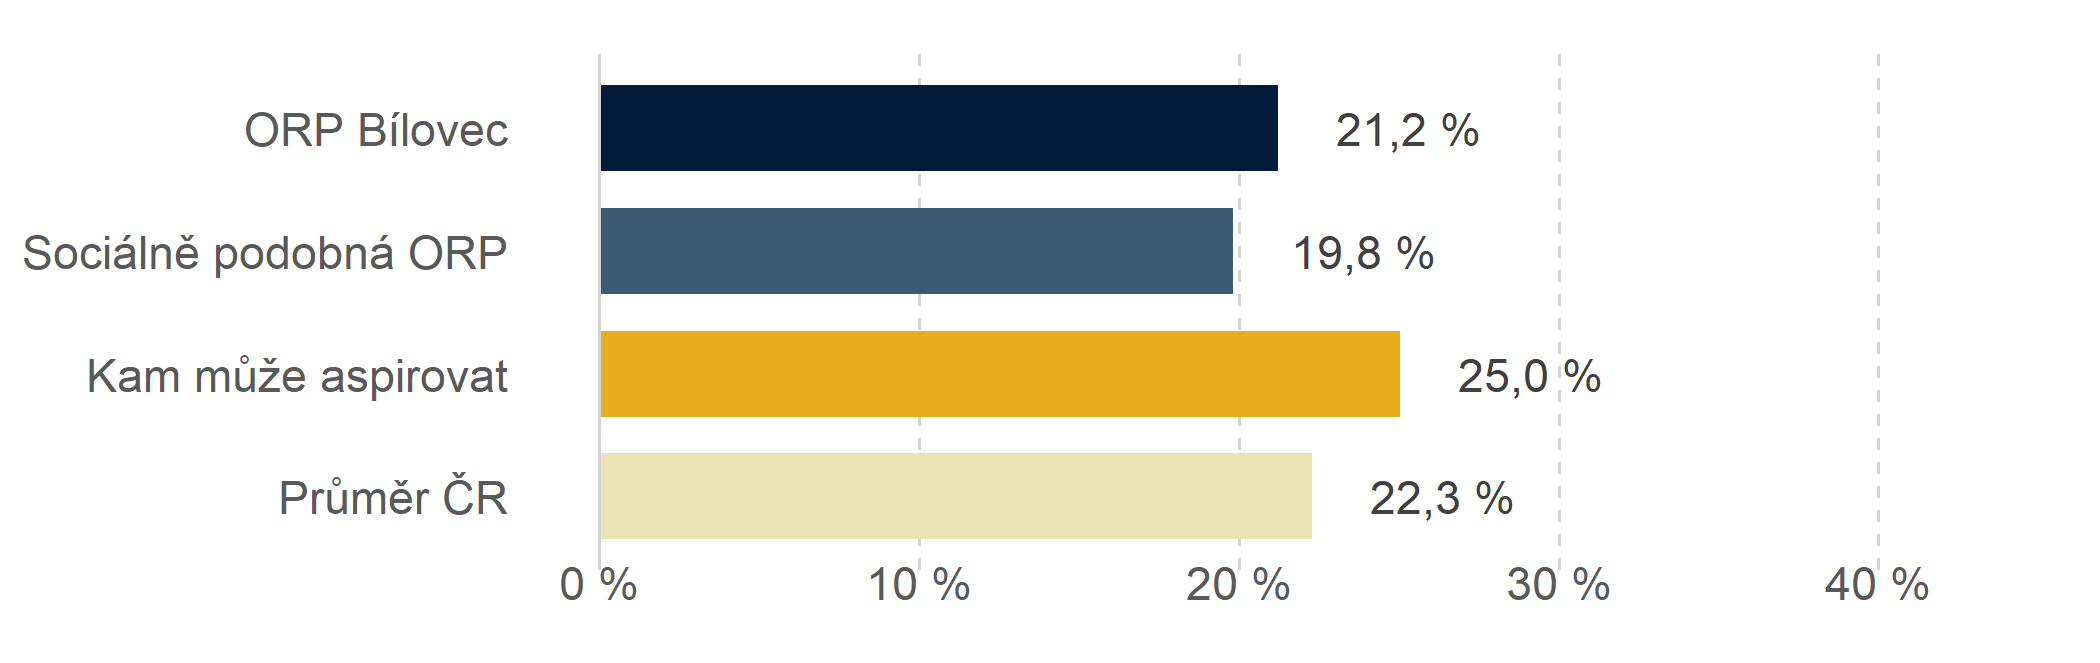 ORP Bílovec 21,2 %
Sociálně podobná ORP 19,8 %
Kam může aspirovat 25,0 %
Průměr ČR 22,3 %
0 % 10 % 20 % 30 % 40 %